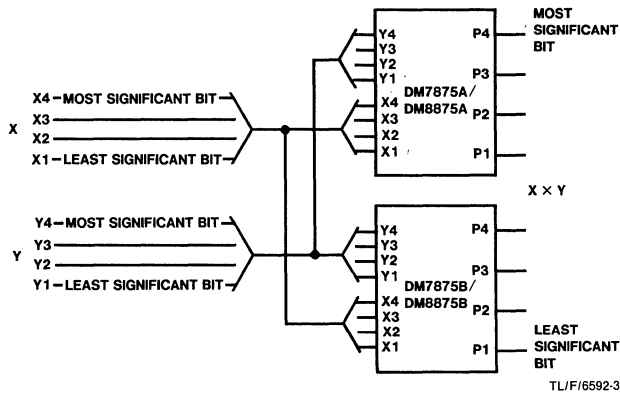 MOST
SIGNIFICANT
BIT
Y4
Y3
Y2
Y1
DM7875A/
DM8875A
X4
X3
X2
X1
P4
P3
P2
P1
X
X4-MOST SIGNIFICANT BIT
X3
X2
X1-LEAST SIGNIFICANT BIT
X × Y
Y
Y4-MOST SIGNIFICANT BIT
Y3
Y2
Y1-LEAST SIGNIFICANT BIT
Y4
Y3
Y2
Y1
DM7875B/
DM8875B
X4
X3
X2
X1
P4
P3
P2
P1
LEAST
SIGNIFICANT
BIT
TL/F/6592-3